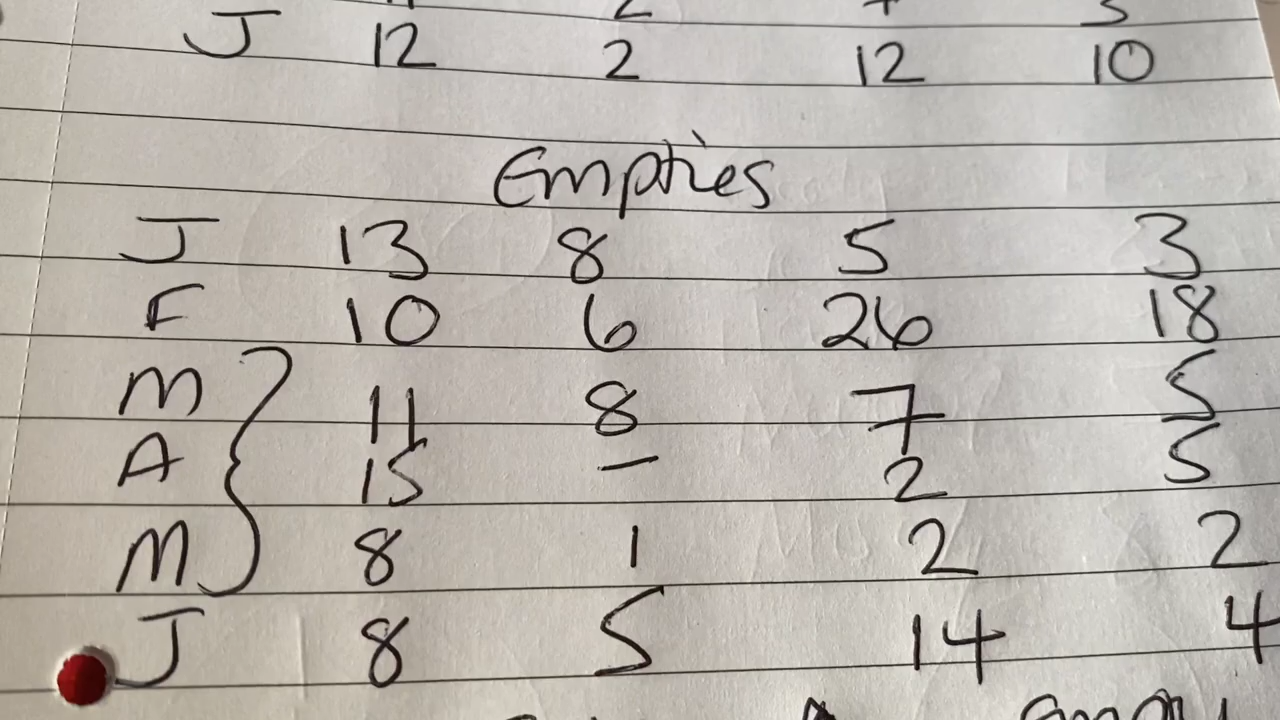 J 12 2 12 10
Empties
J 13 8 5 3
F 10 6 26 18
M 11 8 7 5
A 15 — 2 5
M 8 1 2 2
J 8 5 14 4